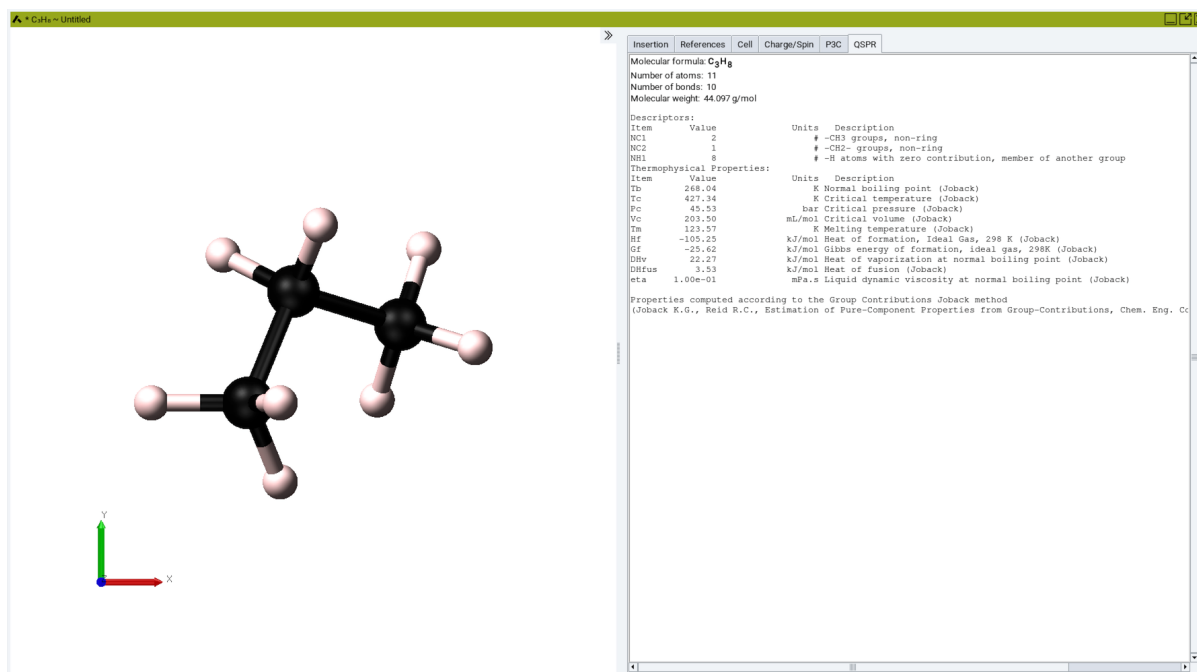 * C₃H₈ ~ Untitled
Insertion References Cell Charge/Spin P3C QSPR
Molecular formula: C₃H₈
Number of atoms: 11
Number of bonds: 10
Molecular weight: 44.097 g/mol
Descriptors:
Item Value Units Description
NC1 2 # -CH3 groups, non-ring
NC2 1 # -CH2- groups, non-ring
NH1 8 # -H atoms with zero contribution, member of another group
Thermophysical Properties:
Item Value Units Description
Tb 268.04 K Normal boiling point (Joback)
Tc 427.34 K Critical temperature (Joback)
Pc 45.53 bar Critical pressure (Joback)
Vc 203.50 mL/mol Critical volume (Joback)
Tm 123.57 K Melting temperature (Joback)
Hf -105.25 kJ/mol Heat of formation, Ideal Gas, 298 K (Joback)
Gf -25.62 kJ/mol Gibbs energy of formation, ideal gas, 298K (Joback)
DHv 22.27 kJ/mol Heat of vaporization at normal boiling point (Joback)
DHfus 3.53 kJ/mol Heat of fusion (Joback)
eta 1.00e-01 mPa.s Liquid dynamic viscosity at normal boiling point (Joback)
Properties computed according to the Group Contributions Joback method
(Joback K.G., Reid R.C., Estimation of Pure-Component Properties from Group-Contributions, Chem. Eng. Co
Y
X